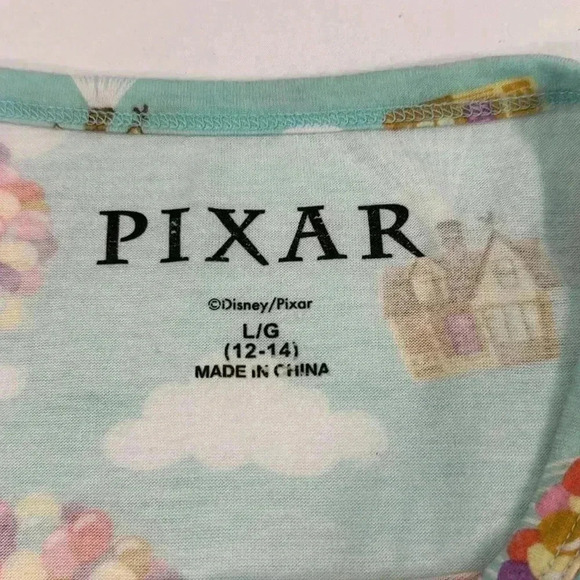 PIXAR
©Disney/Pixar
L/G
(12-14)
MADE IN CHINA